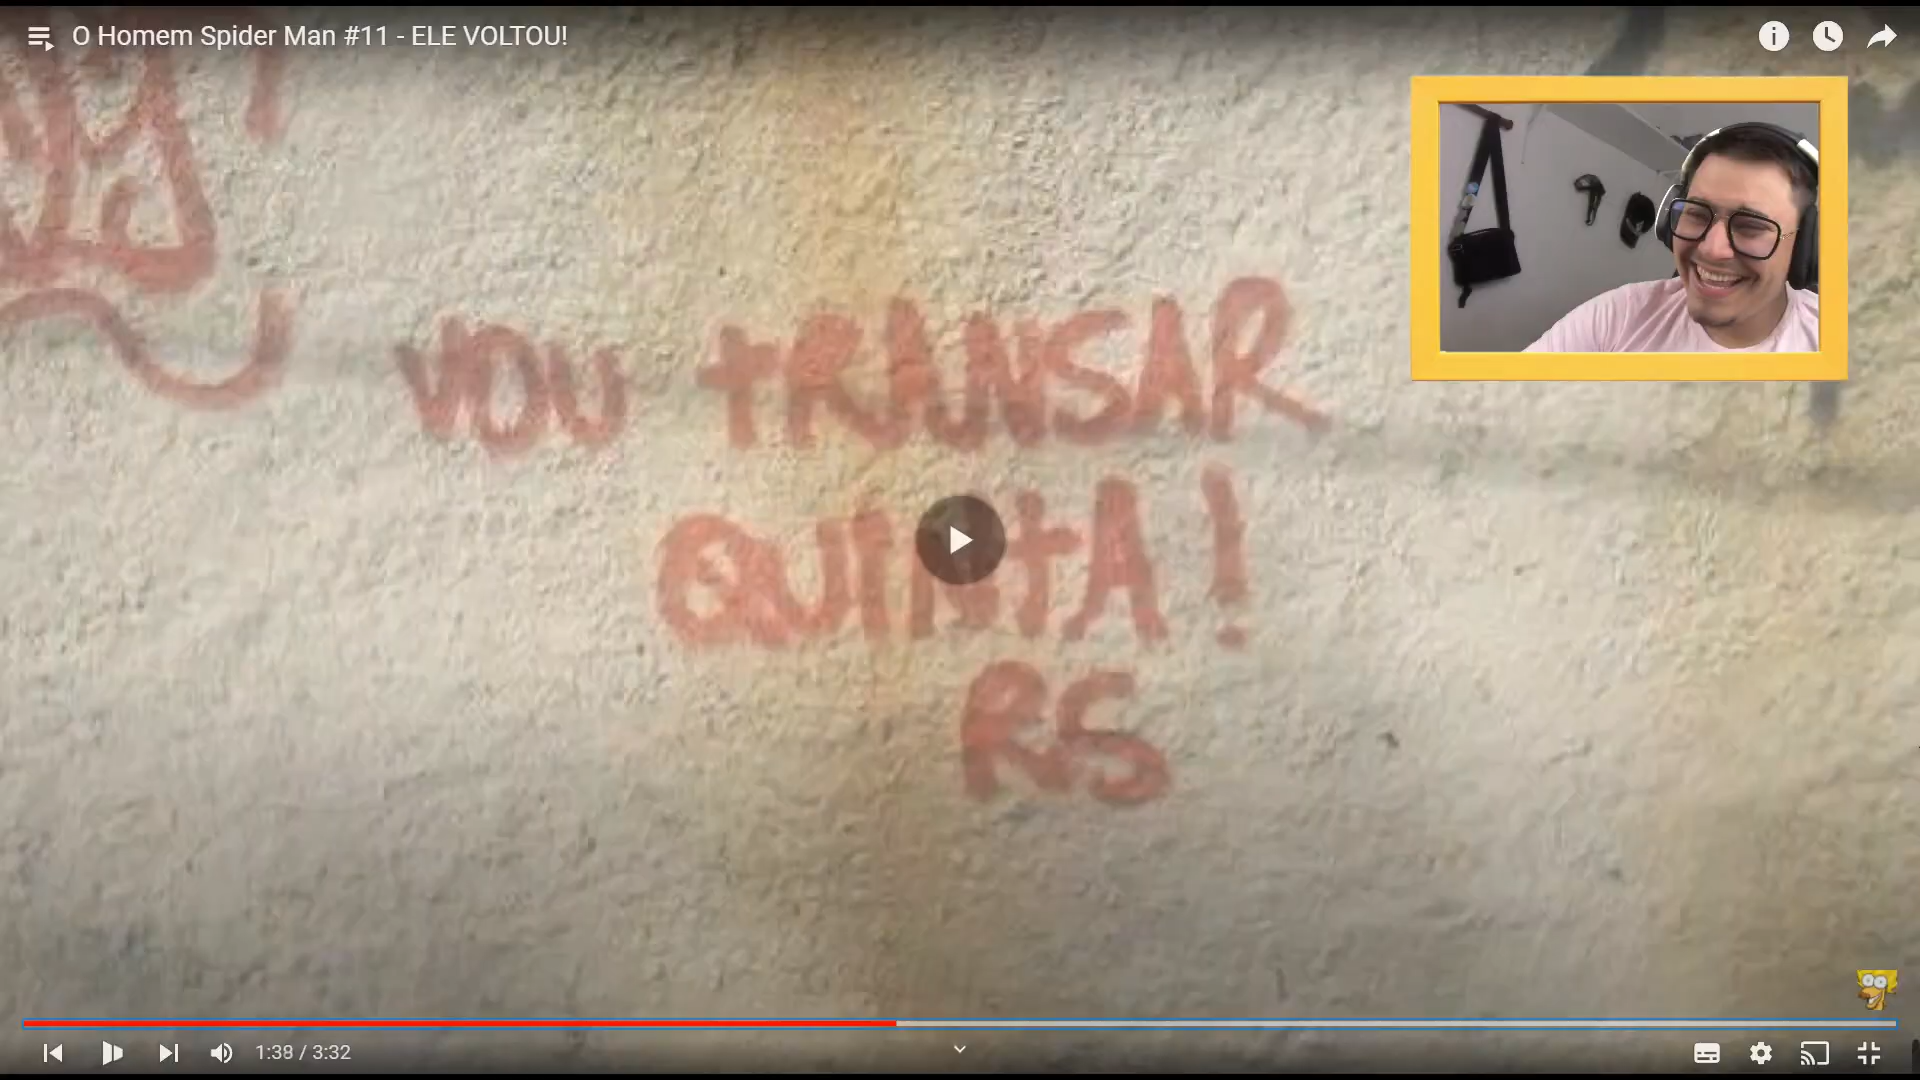 O Homem Spider Man #11 - ELE VOLTOU!
VOU tRANSAR
QUINtA!
RS
1:38 / 3:32